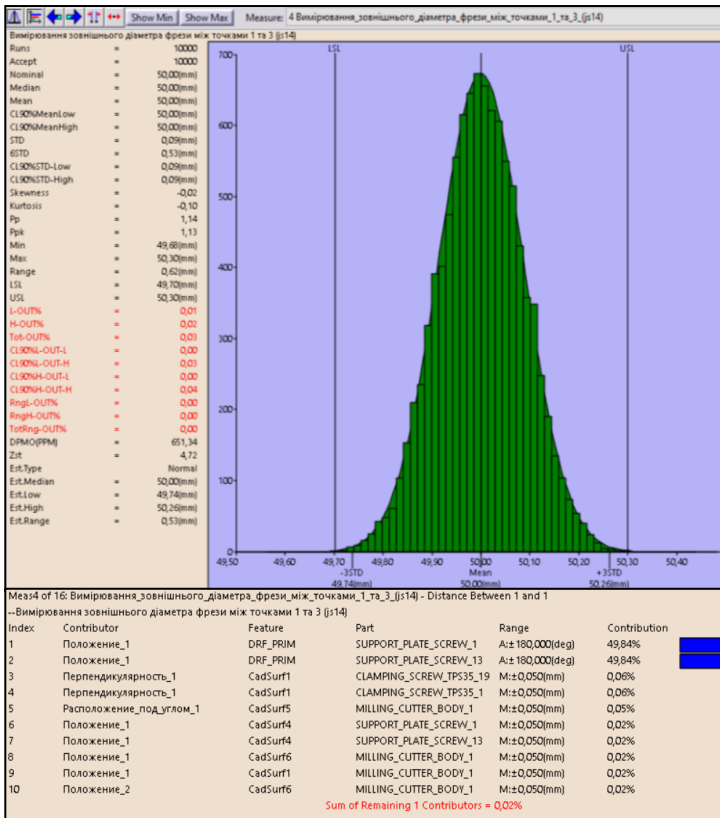 Show Min Show Max Measure: 4 Вимірювання_зовнішнього_діаметра_фрези_між_точками_1_та_3_(js14)
Вимірювання зовнішнього діаметра фрези між точками 1 та 3 (js14)
Runs = 10000
Accept = 10000
Nominal = 50,00(mm)
Median = 50,00(mm)
Mean = 50,00(mm)
CL90%MeanLow = 50,00(mm)
CL90%MeanHigh = 50,00(mm)
STD = 0,09(mm)
6STD = 0,53(mm)
CL90%STD-Low = 0,09(mm)
CL90%STD-High = 0,09(mm)
Skewness = -0,02
Kurtosis = -0,10
Pp = 1,14
Ppk = 1,13
Min = 49,68(mm)
Max = 50,30(mm)
Range = 0,62(mm)
LSL = 49,70(mm)
USL = 50,30(mm)
L-OUT% = 0,01
H-OUT% = 0,02
Tot-OUT% = 0,03
CL90%L-OUT-L = 0,00
CL90%L-OUT-H = 0,03
CL90%H-OUT-L = 0,00
CL90%H-OUT-H = 0,04
RngL-OUT% = 0,00
RngH-OUT% = 0,00
TotRng-OUT% = 0,00
DPMO(PPM) = 651,34
Zst = 4,72
Est.Type Normal
Est.Median = 50,00(mm)
Est.Low = 49,74(mm)
Est.High = 50,26(mm)
Est.Range = 0,53(mm)
LSL USL
700
600
500
400
300
200
100
0
49,50 49,60 49,70 49,80 49,90 50,00 50,10 50,20 50,30 50,40
-3STD Mean +3STD
49,74(mm) 50,00(mm) 50,26(mm)
Meas4 of 16: Вимірювання_зовнішнього_діаметра_фрези_між_точками_1_та_3_(js14) - Distance Between 1 and 1
--Вимірювання зовнішнього діаметра фрези між точками 1 та 3 (js14)
Index Contributor Feature Part Range Contribution
1 Положение_1 DRF_PRIM SUPPORT_PLATE_SCREW_1 A:±180,000(deg) 49,84%
2 Положение_1 DRF_PRIM SUPPORT_PLATE_SCREW_13 A:±180,000(deg) 49,84%
3 Перпендикулярность_1 CadSurf1 CLAMPING_SCREW_TPS35_19 M:±0,050(mm) 0,06%
4 Перпендикулярность_1 CadSurf1 CLAMPING_SCREW_TPS35_1 M:±0,050(mm) 0,06%
5 Расположение_под_углом_1 CadSurf5 MILLING_CUTTER_BODY_1 M:±0,050(mm) 0,05%
6 Положение_1 CadSurf4 SUPPORT_PLATE_SCREW_1 M:±0,050(mm) 0,02%
7 Положение_1 CadSurf4 SUPPORT_PLATE_SCREW_13 M:±0,050(mm) 0,02%
8 Положение_1 CadSurf6 MILLING_CUTTER_BODY_1 M:±0,050(mm) 0,02%
9 Положение_1 CadSurf1 MILLING_CUTTER_BODY_1 M:±0,050(mm) 0,02%
10 Положение_2 CadSurf6 MILLING_CUTTER_BODY_1 M:±0,050(mm) 0,02%
Sum of Remaining 1 Contributors = 0,02%